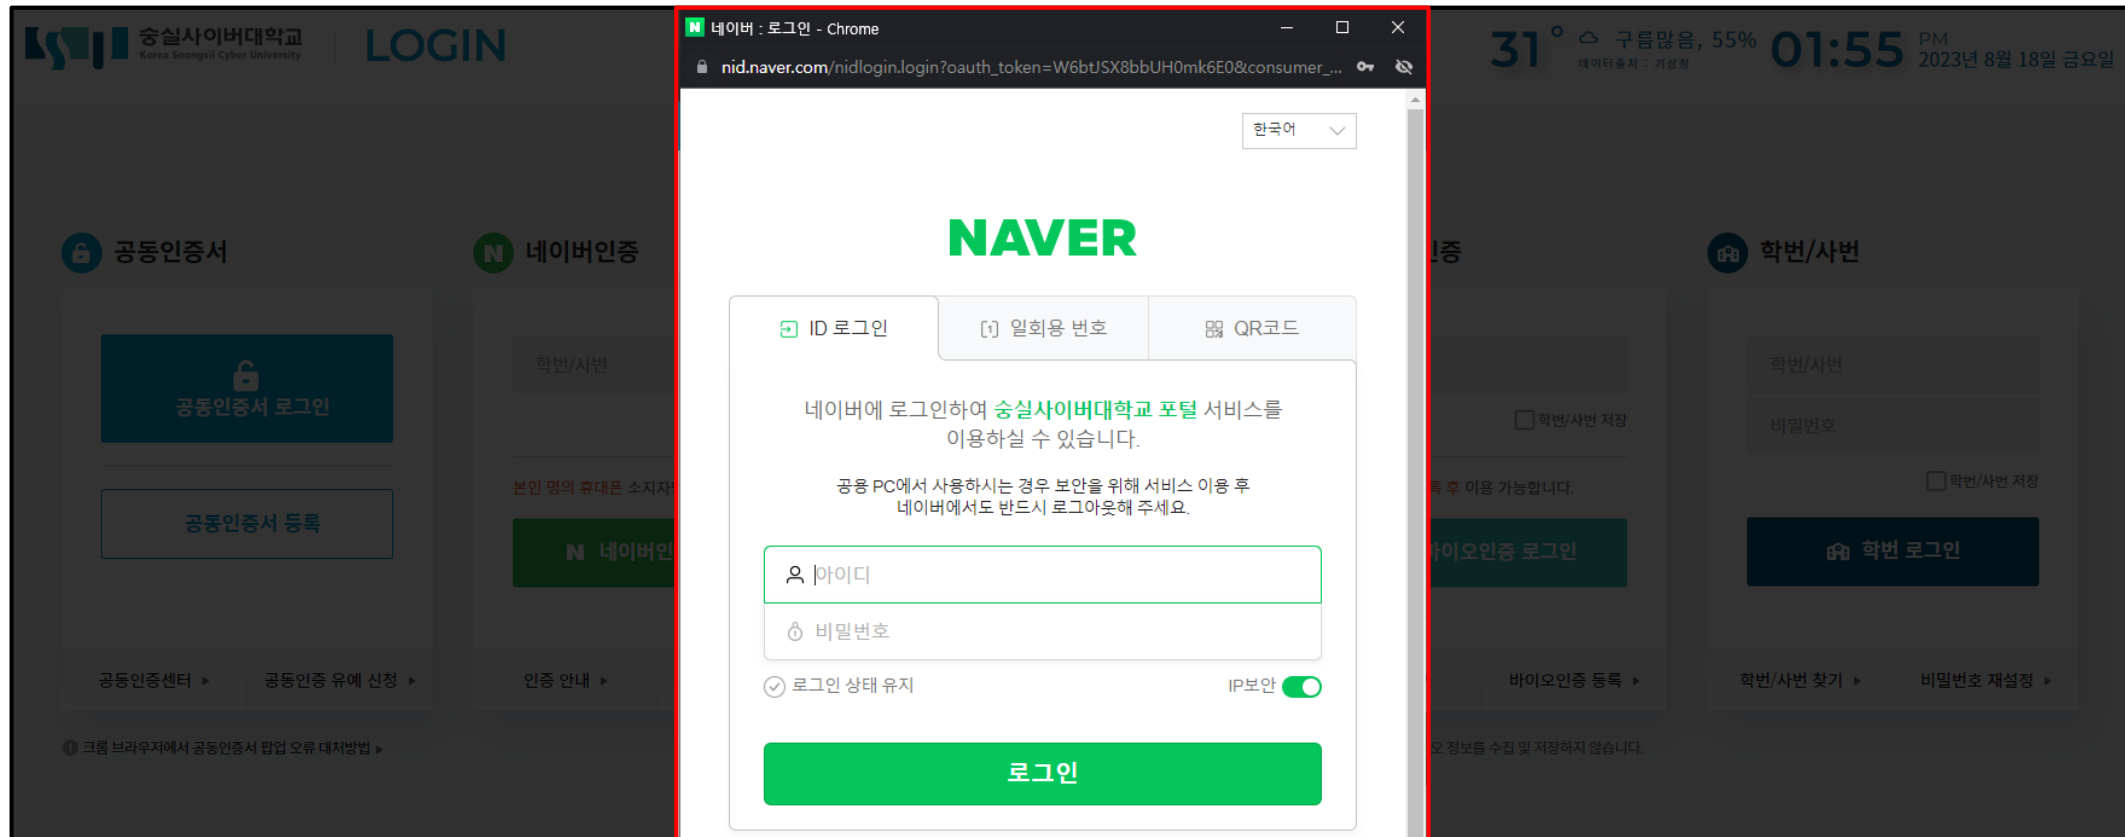 숭실사이버대학교
Korea Soongsil Cyber University
LOGIN
31° 구름많음, 55%
데이터출처 : 기상청
01:55
PM
2023년 8월 18일 금요일
네이버 : 로그인 - Chrome
nid.naver.com/nidlogin.login?oauth_token=W6btJSX8bbUH0mk6E0&consumer_...
한국어
NAVER
ID 로그인
일회용 번호
QR코드
네이버에 로그인하여 숭실사이버대학교 포털 서비스를
이용하실 수 있습니다.
공용 PC에서 사용하시는 경우 보안을 위해 서비스 이용 후
네이버에서도 반드시 로그아웃해 주세요.
아이디
비밀번호
로그인 상태 유지
IP보안
로그인
공동인증서
공동인증서 로그인
공동인증서 등록
공동인증센터
공동인증 유예 신청
크롬 브라우저에서 공동인증서 팝업 오류 대처방법
N 네이버인증
학번/사번
본인 명의 휴대폰 소지자
N 네이버인
인증 안내
인증
학번/사번 저장
후 이용 가능합니다.
바이오인증 로그인
바이오인증 등록
오 정보를 수집 및 저장하지 않습니다.
학번/사번
학번/사번
비밀번호
학번/사번 저장
학번 로그인
학번/사번 찾기
비밀번호 재설정